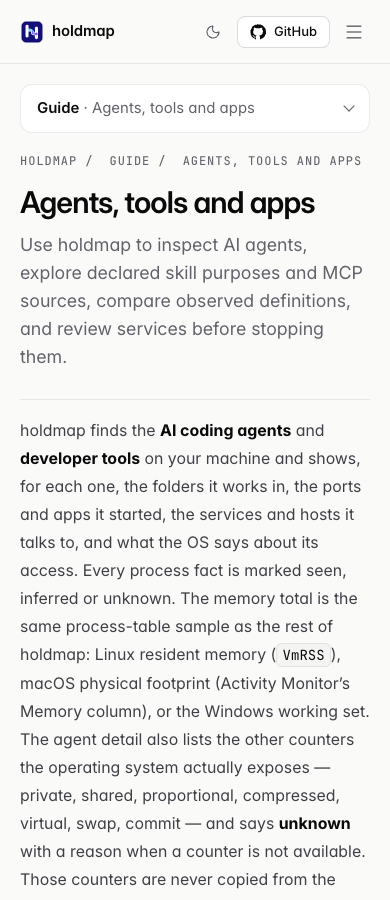 holdmap
GitHub
Guide · Agents, tools and apps
HOLDMAP / GUIDE / AGENTS, TOOLS AND APPS
Agents, tools and apps
Use holdmap to inspect AI agents,
explore declared skill purposes and MCP
sources, compare observed definitions,
and review services before stopping
them.
holdmap finds the AI coding agents and
developer tools on your machine and shows,
for each one, the folders it works in, the ports
and apps it started, the services and hosts it
talks to, and what the OS says about its
access. Every process fact is marked seen,
inferred or unknown. The memory total is the
same process-table sample as the rest of
holdmap: Linux resident memory (VmRSS),
macOS physical footprint (Activity Monitor’s
Memory column), or the Windows working set.
The agent detail also lists the other counters
the operating system actually exposes —
private, shared, proportional, compressed,
virtual, swap, commit — and says unknown
with a reason when a counter is not available.
Those counters are never copied from the